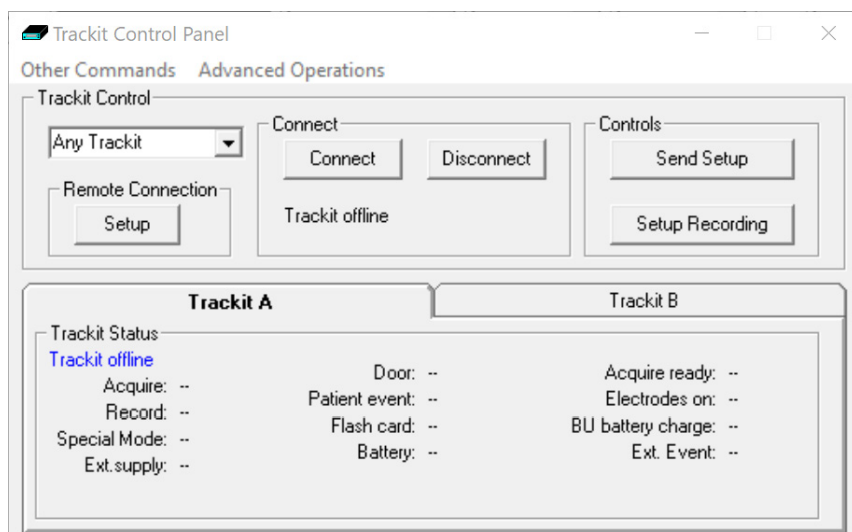 Trackit Control Panel
Other Commands Advanced Operations
Trackit Control
Any Trackit
Remote Connection
Setup
Connect
Connect Disconnect
Trackit offline
Controls
Send Setup
Setup Recording
Trackit A Trackit B
Trackit Status
Trackit offline
Acquire: --
Record: --
Special Mode: --
Ext.supply: --
Door: --
Patient event: --
Flash card: --
Battery: --
Acquire ready: --
Electrodes on: --
BU battery charge: --
Ext. Event: --